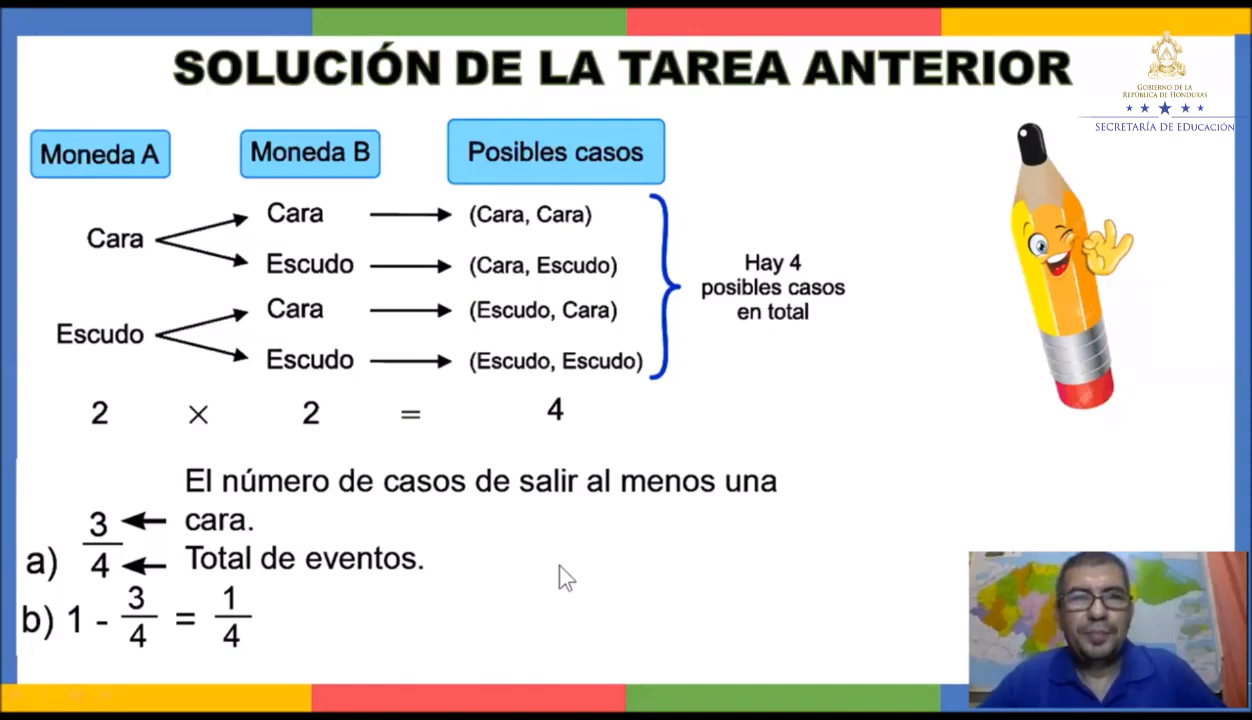 SOLUCIÓN DE LA TAREA ANTERIOR
GOBIERNO DE LA
REPÚBLICA DE HONDURAS
SECRETARÍA DE EDUCACIÓN
Moneda A Moneda B Posibles casos
Cara Cara (Cara, Cara)
Escudo (Cara, Escudo)
Escudo Cara (Escudo, Cara)
Escudo (Escudo, Escudo)
Hay 4
posibles casos
en total
2 × 2 = 4
El número de casos de salir al menos una
cara.
a) 3/4
Total de eventos.
b) 1 - 3/4 = 1/4